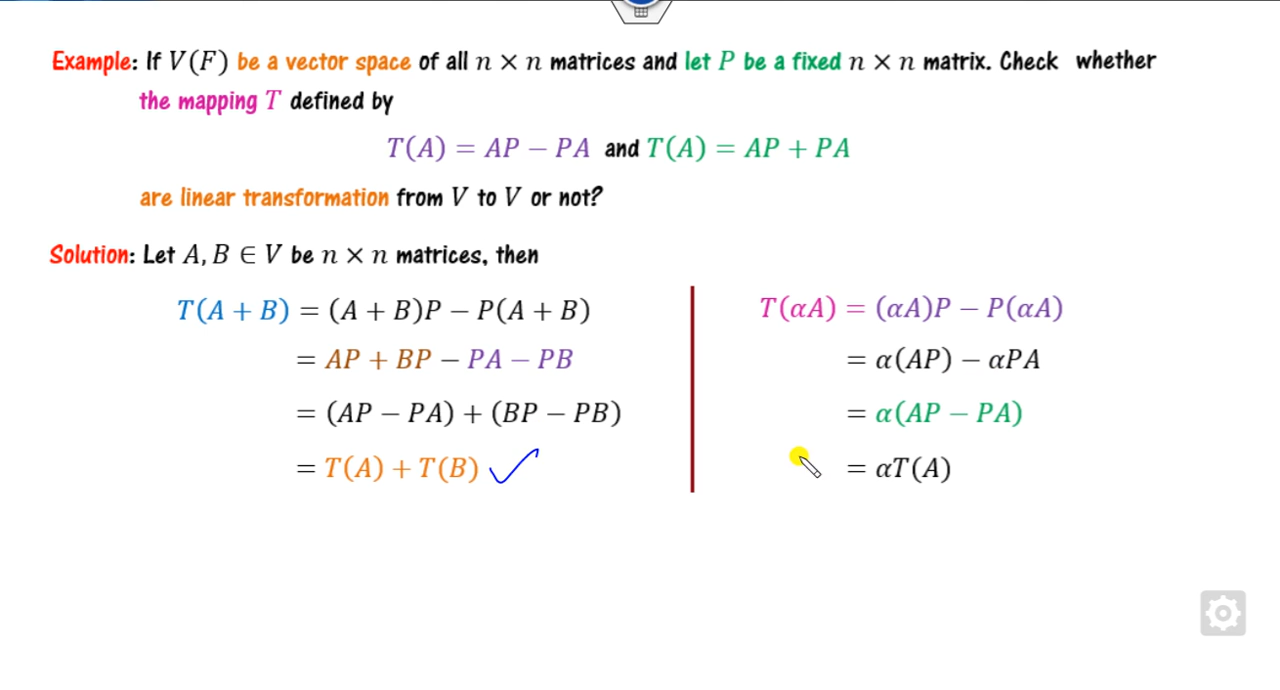 Example: If V(F) be a vector space of all n × n matrices and let P be a fixed n × n matrix. Check whether
the mapping T defined by
T(A) = AP − PA and T(A) = AP + PA
are linear transformation from V to V or not?
Solution: Let A, B ∈ V be n × n matrices, then
T(A + B) = (A + B)P − P(A + B)
= AP + BP − PA − PB
= (AP − PA) + (BP − PB)
= T(A) + T(B)
T(αA) = (αA)P − P(αA)
= α(AP) − αPA
= α(AP − PA)
= αT(A)